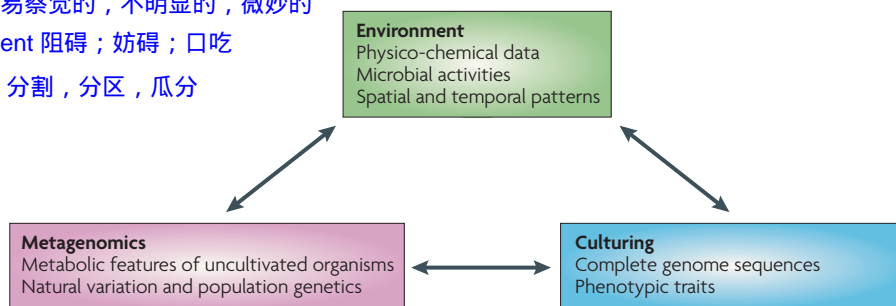 易察觉的，不明显的，微妙的
ent 阻碍；妨碍；口吃
分割，分区，瓜分
Environment
Physico-chemical data
Microbial activities
Spatial and temporal patterns
Metagenomics
Metabolic features of uncultivated organisms
Natural variation and population genetics
Culturing
Complete genome sequences
Phenotypic traits